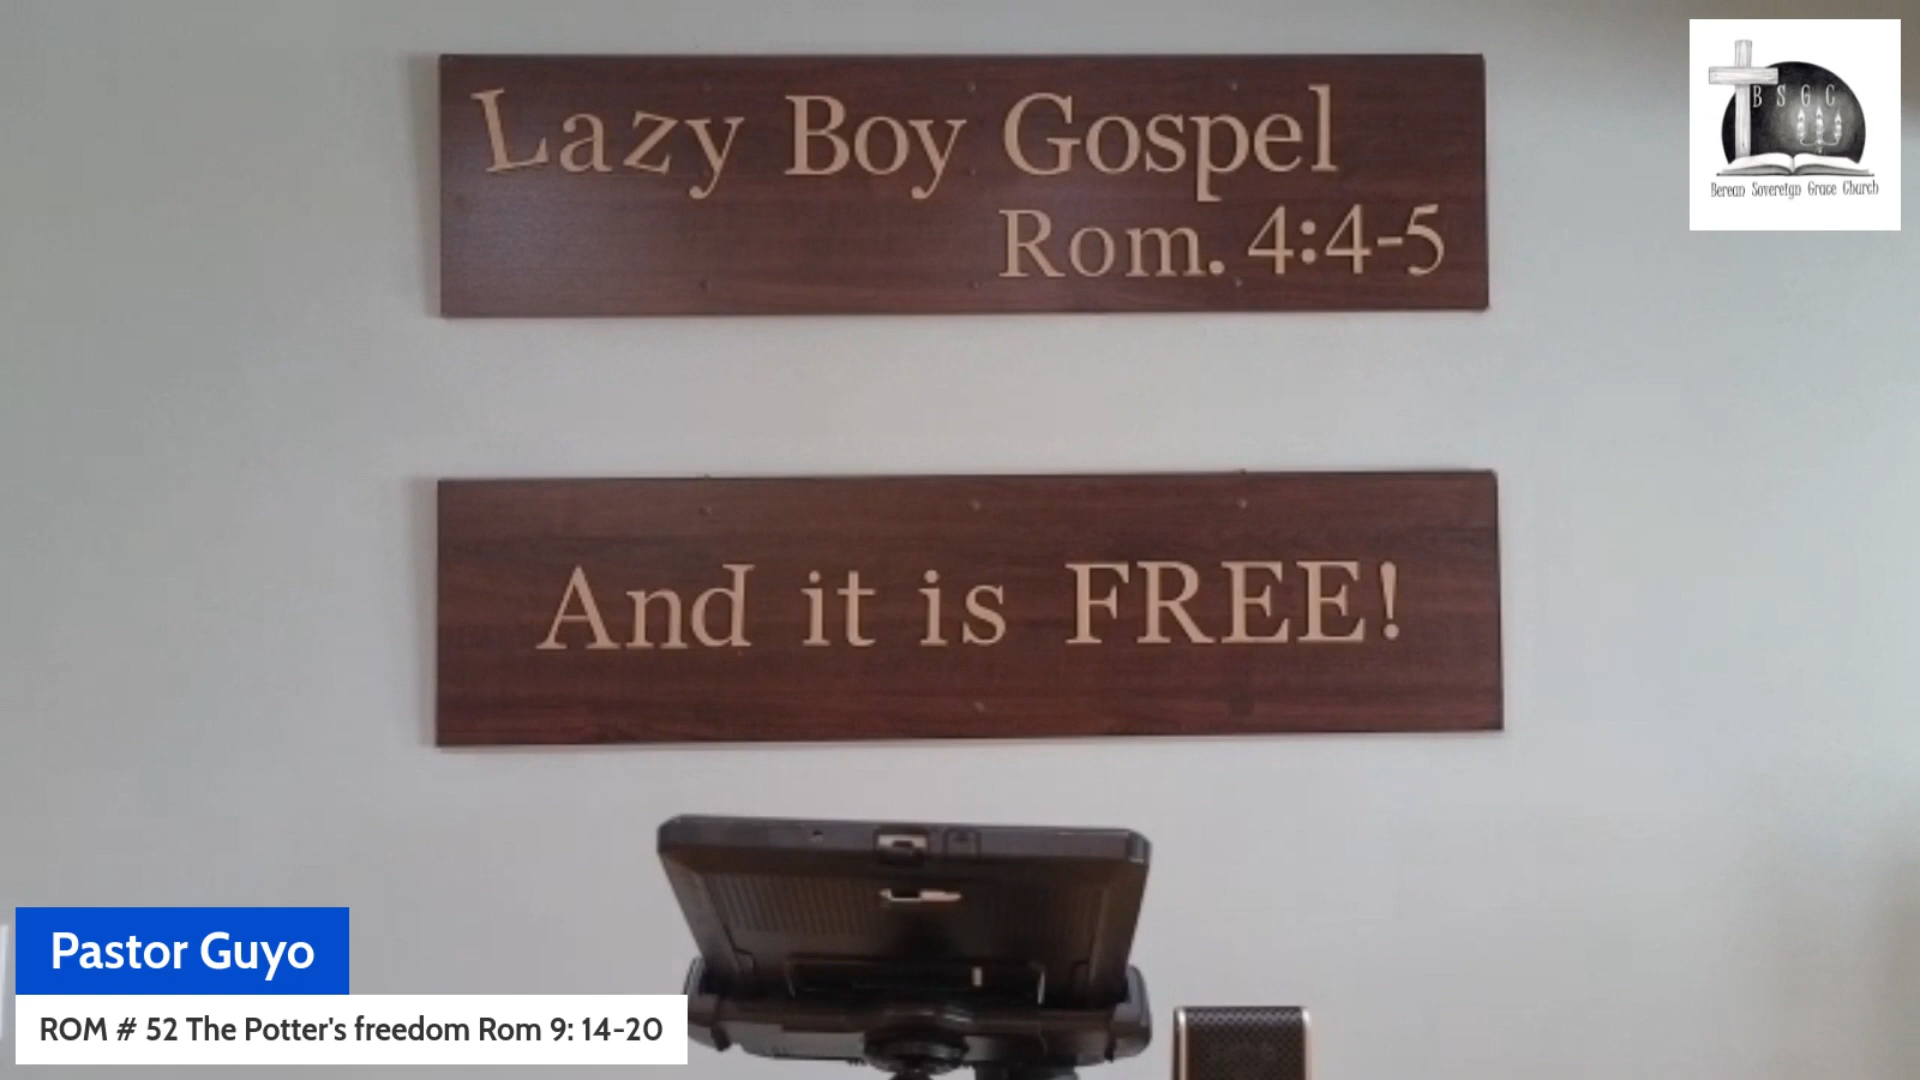 Lazy Boy Gospel
Rom. 4:4-5
B S G C
Berean Sovereign Grace Church
And it is FREE!
Pastor Guyo
ROM # 52 The Potter's freedom Rom 9: 14-20